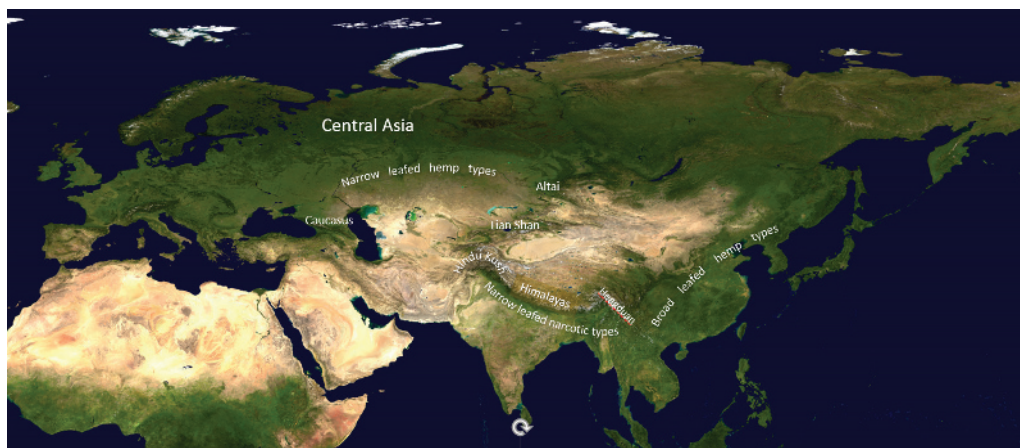 Central Asia
Narrow leafed hemp types
Altai
Caucasus
Tian Shan
Hindu Kush
Himalayas
Hengduan
Broad leafed hemp types
Narrow leafed narcotic types